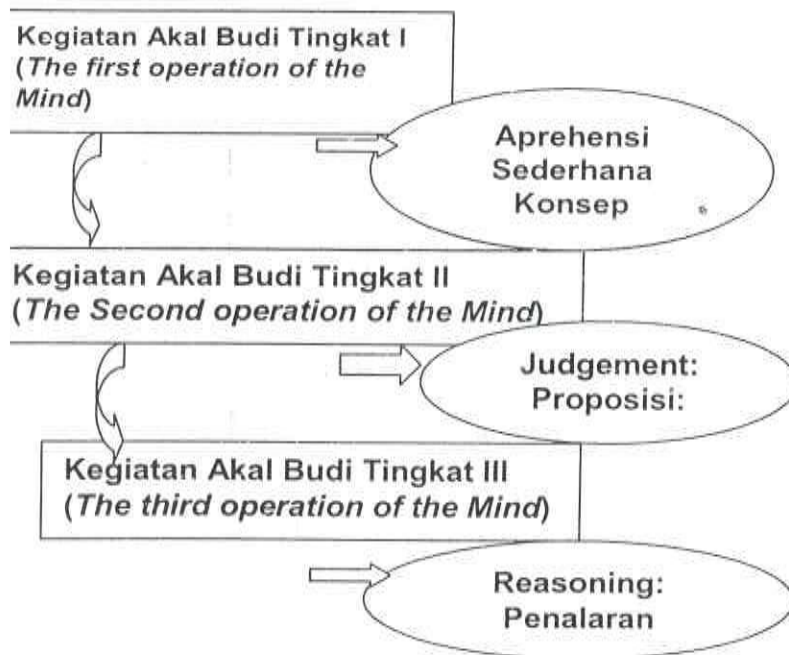 Kegiatan Akal Budi Tingkat I
(The first operation of the
Mind)
Aprehensi
Sederhana
Konsep
Kegiatan Akal Budi Tingkat II
(The Second operation of the Mind)
Judgement:
Proposisi:
Kegiatan Akal Budi Tingkat III
(The third operation of the Mind)
Reasoning:
Penalaran